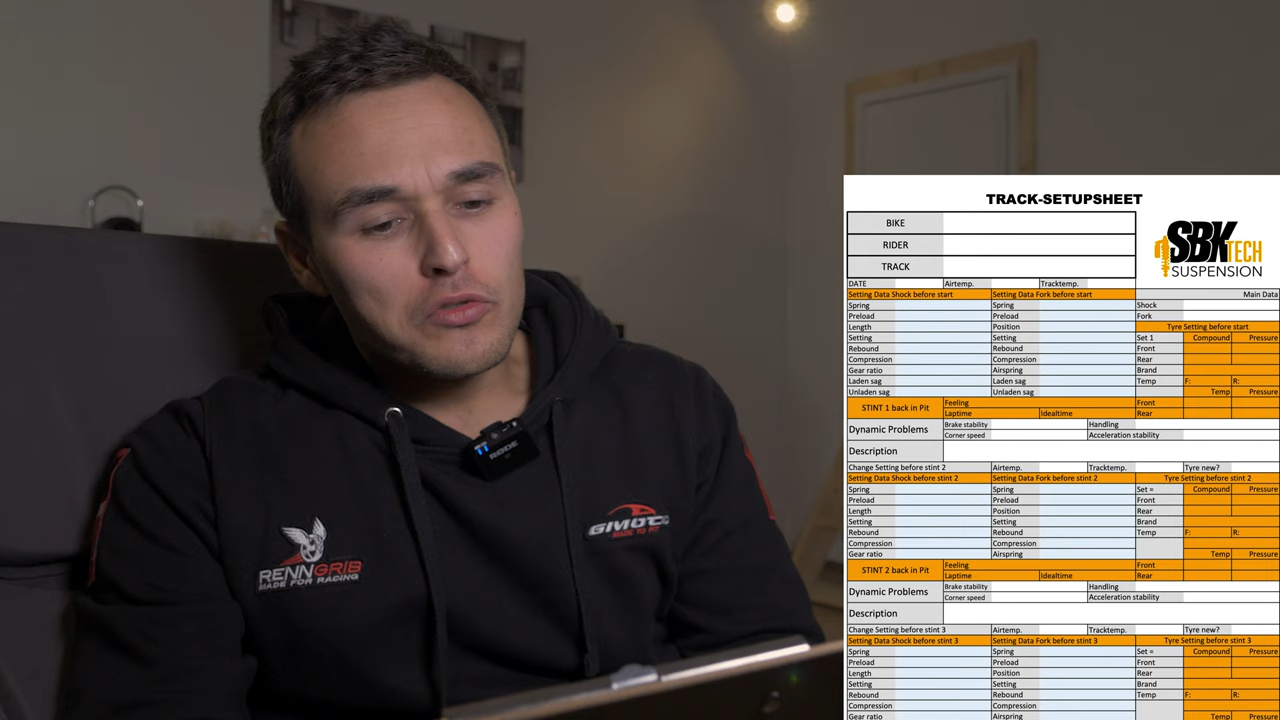 TRACK-SETUPSHEET
BIKE
RIDER
TRACK
SBK TECH
SUSPENSION
DATE Airtemp. Tracktemp.
Setting Data Shock before start Setting Data Fork before start Main Data
Spring Spring Shock
Preload Preload Fork
Length Position Tyre Setting before start
Setting Setting Set 1 Compound Pressure
Rebound Rebound Front
Compression Compression Rear
Gear ratio Airspring Brand
Laden sag Laden sag Temp F: R:
Unladen sag Unladen sag Temp Pressure
STINT 1 back in Pit Feeling Front
Laptime Idealtime Rear
Dynamic Problems Brake stability Handling
Corner speed Acceleration stability
Description
Change Setting before stint 2 Airtemp. Tracktemp. Tyre new?
Setting Data Shock before stint 2 Setting Data Fork before stint 2 Tyre Setting before stint 2
Spring Spring Set = Compound Pressure
Preload Preload Front
Length Position Rear
Setting Setting Brand
Rebound Rebound Temp F: R:
Compression Compression
Gear ratio Airspring Temp Pressure
STINT 2 back in Pit Feeling Front
Laptime Idealtime Rear
Dynamic Problems Brake stability Handling
Corner speed Acceleration stability
Description
Change Setting before stint 3 Airtemp. Tracktemp. Tyre new?
Setting Data Shock before stint 3 Setting Data Fork before stint 3 Tyre Setting before stint 3
Spring Spring Set = Compound Pressure
Preload Preload Front
Length Position Rear
Setting Setting Brand
Rebound Rebound Temp F: R:
Compression Compression
Gear ratio Airspring Temp Pressure
RØDE
GIMOTO
MADE TO FIT
RENNGRIB
MADE FOR RACING